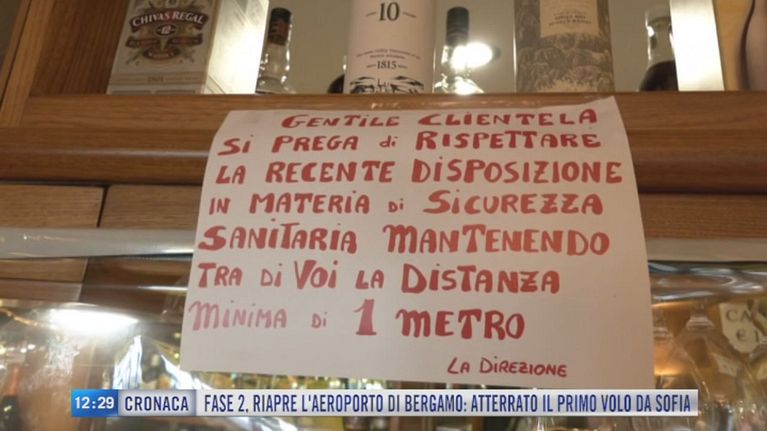 CHIVAS REGAL
12
10
1815
GENTILE CLIENTELA
SI PREGA di RISPETTARE
LA RECENTE DISPOSIZIONE
IN MATERIA di SICUREZZA
SANITARIA MANTENENDO
TRA di VOI LA DISTANZA
MINIMA di 1 METRO
LA DIREZIONE
12:29 CRONACA FASE 2, RIAPRE L'AEROPORTO DI BERGAMO: ATTERRATO IL PRIMO VOLO DA SOFIA